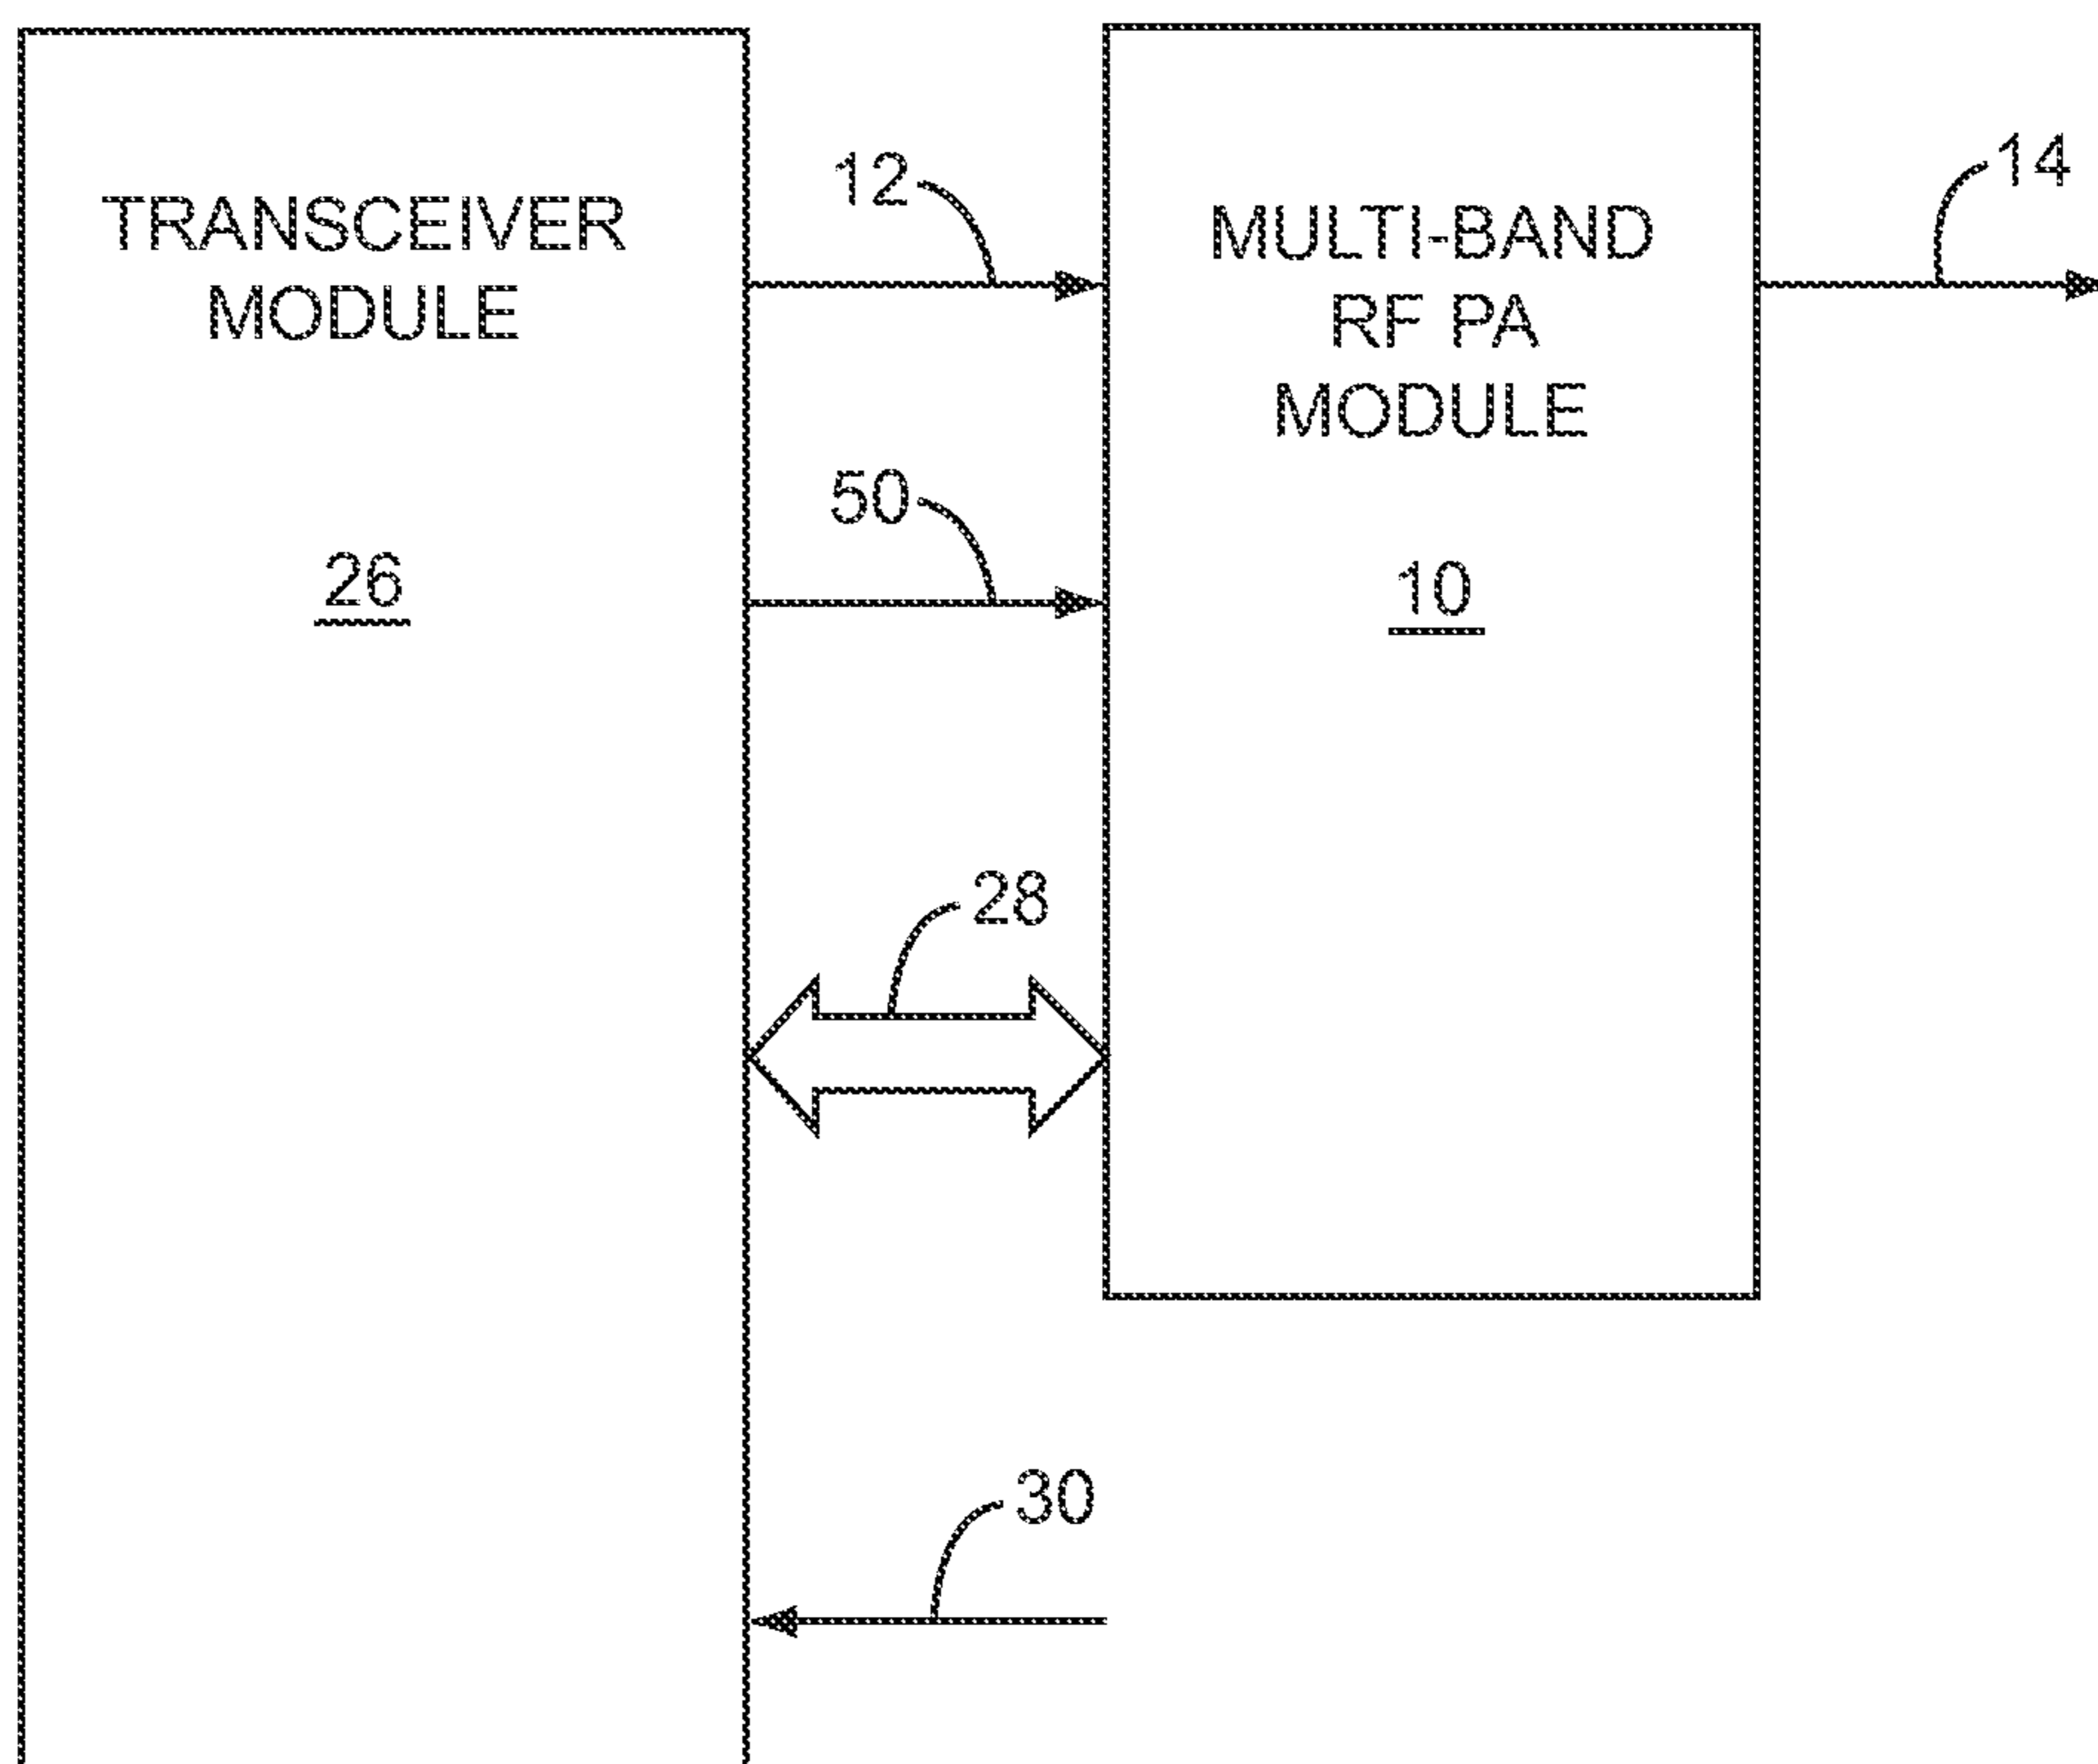 TRANSCEIVER
MODULE
26
12
50
28
30
MULTI-BAND
RF PA
MODULE
10
14